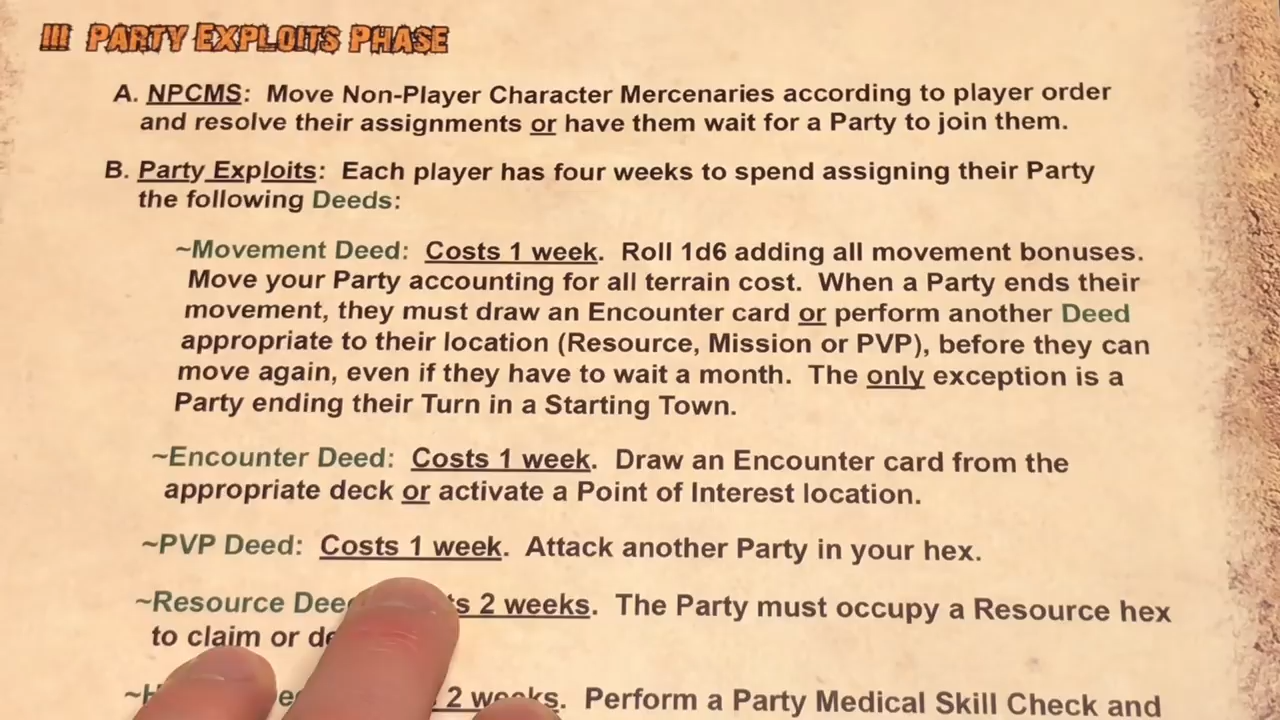 III PARTY EXPLOITS PHASE
A. NPCMS: Move Non-Player Character Mercenaries according to player order
and resolve their assignments or have them wait for a Party to join them.
B. Party Exploits: Each player has four weeks to spend assigning their Party
the following Deeds:
~Movement Deed: Costs 1 week. Roll 1d6 adding all movement bonuses.
Move your Party accounting for all terrain cost. When a Party ends their
movement, they must draw an Encounter card or perform another Deed
appropriate to their location (Resource, Mission or PVP), before they can
move again, even if they have to wait a month. The only exception is a
Party ending their Turn in a Starting Town.
~Encounter Deed: Costs 1 week. Draw an Encounter card from the
appropriate deck or activate a Point of Interest location.
~PVP Deed: Costs 1 week. Attack another Party in your hex.
~Resource 2 weeks. The Party must occupy a Resource hex
to claim or
2 weeks. Perform a Party Medical Skill Check and